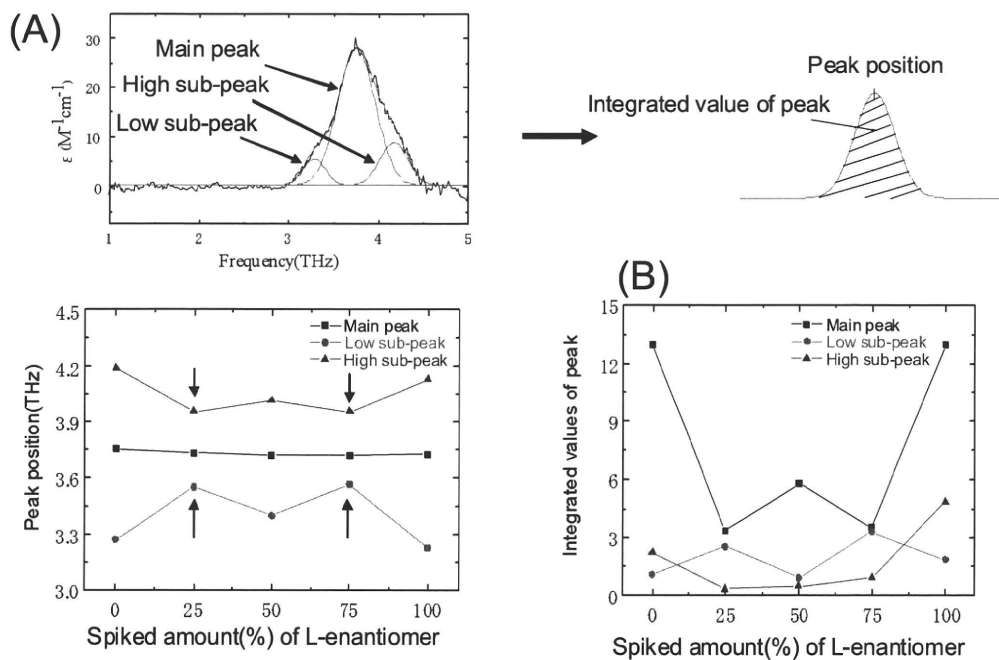 (A)
30
20
10
0
ε (M⁻¹cm⁻¹)
Main peak
High sub-peak
Low sub-peak
1 2 3 4 5
Frequency(THz)
Peak position
Integrated value of peak
4.5
4.2
3.9
3.6
3.3
3.0
Peak position(THz)
Main peak
Low sub-peak
High sub-peak
0 25 50 75 100
Spiked amount(%) of L-enantiomer
(B)
15
12
9
6
3
0
Integrated values of peak
Main peak
Low sub-peak
High sub-peak
0 25 50 75 100
Spiked amount(%) of L-enantiomer